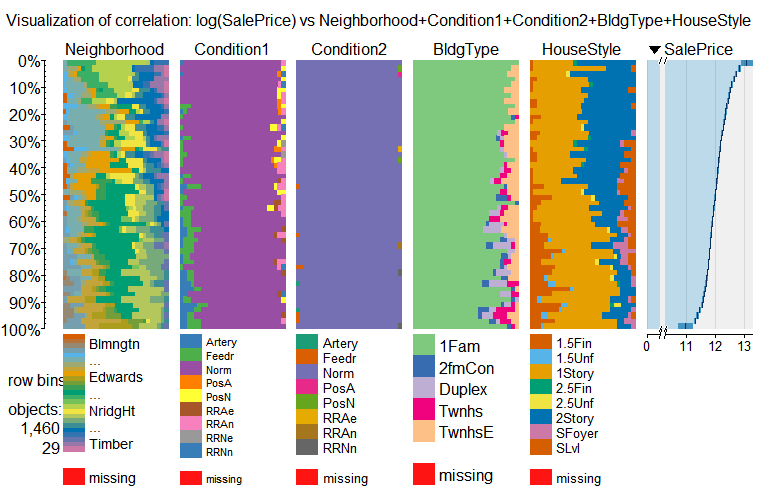 Visualization of correlation: log(SalePrice) vs Neighborhood+Condition1+Condition2+BldgType+HouseStyle
Neighborhood Condition1 Condition2 BldgType HouseStyle SalePrice
0%
10%
20%
30%
40%
50%
60%
70%
80%
90%
100%
0 11 12 13
row bins
objects:
1,460
29
Blmngtn
...
Edwards
...
NridgHt
...
Timber
missing
Artery
Feedr
Norm
PosA
PosN
RRAe
RRAn
RRNe
RRNn
missing
Artery
Feedr
Norm
PosA
PosN
RRAe
RRAn
RRNn
missing
1Fam
2fmCon
Duplex
Twnhs
TwnhsE
missing
1.5Fin
1.5Unf
1Story
2.5Fin
2.5Unf
2Story
SFoyer
SLvl
missing